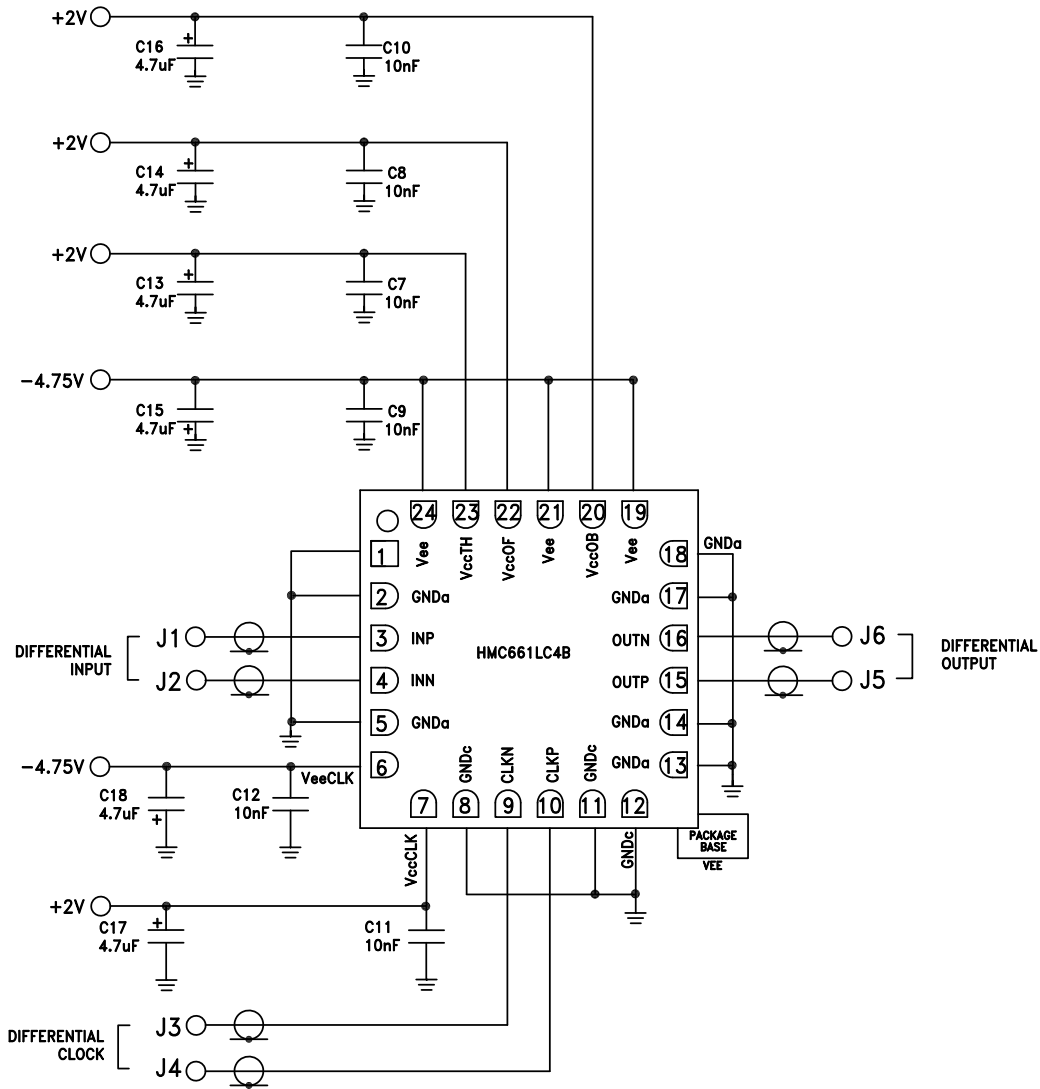 +2V
+
C16
4.7uF
C10
10nF
+2V
+
C14
4.7uF
C8
10nF
+2V
+
C13
4.7uF
C7
10nF
-4.75V
C15
4.7uF
+
C9
10nF
24
23
22
21
20
19
Vee
VccTH
VccOF
Vee
VccOB
Vee
1
18
GNDa
2
GNDa
GNDa
17
DIFFERENTIAL
INPUT
J1
3
INP
HMC661LC4B
OUTN
16
J6
J2
4
INN
OUTP
15
J5
DIFFERENTIAL
OUTPUT
5
GNDa
GNDa
14
-4.75V
VeeCLK
6
GNDc
CLKN
CLKP
GNDc
GNDa
13
C18
4.7uF
+
C12
10nF
7
8
9
10
11
12
VccCLK
GNDc
PACKAGE
BASE
VEE
+2V
+
C17
4.7uF
C11
10nF
DIFFERENTIAL
CLOCK
J3
J4